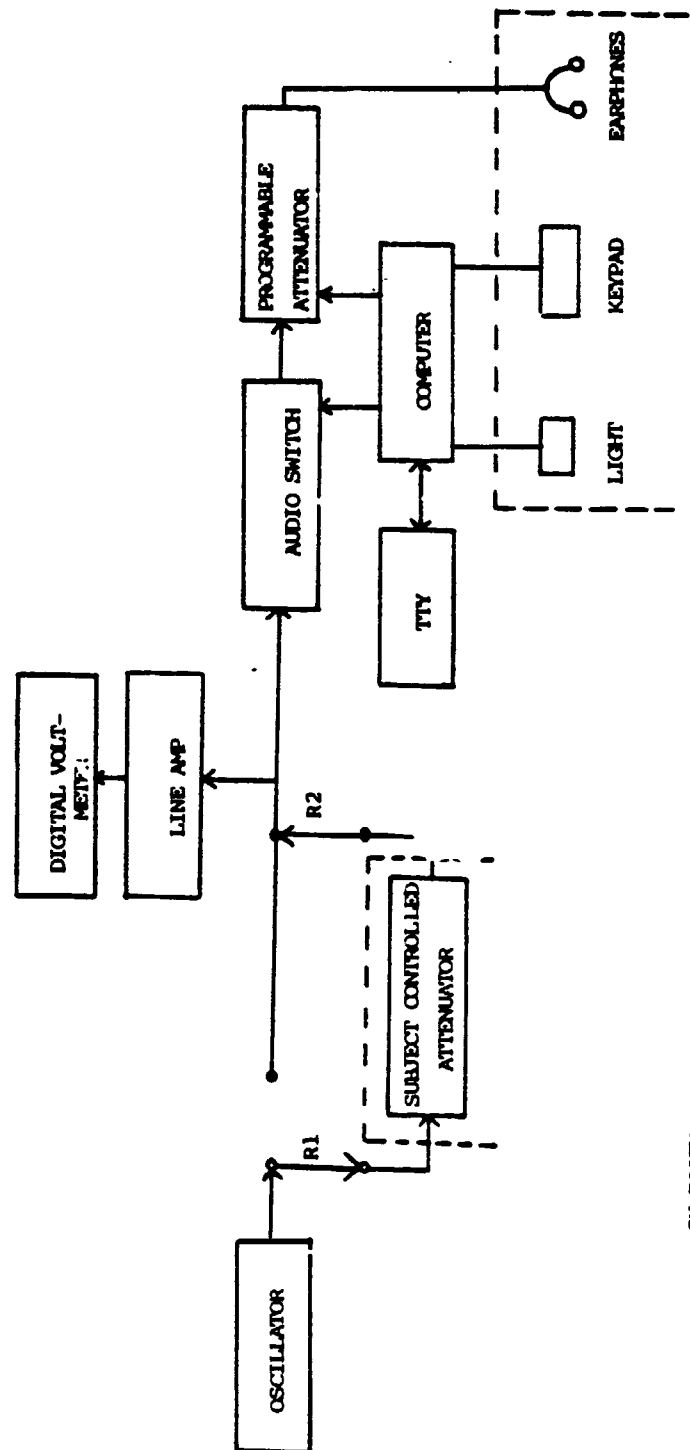 OSCILLATOR
R1
SUBJECT CONTROLLED
ATTENUATOR
R2
DIGITAL VOLT-
LINE AMP
AUDIO SWITCH
PROGRAMMABLE
ATTENUATOR
TTY
COMPUTER
LIGHT
KEYPAD
EARPHONES